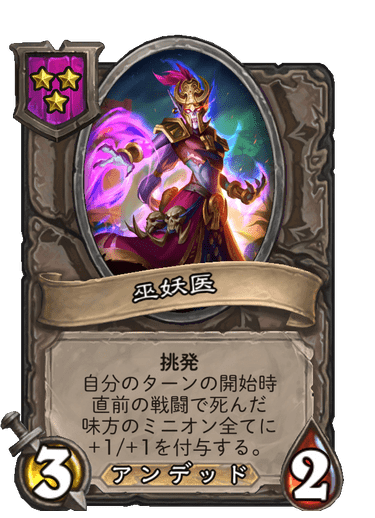 巫妖医
挑発
自分のターンの開始時
直前の戦闘で死んだ
味方のミニオン全てに
+1/+1を付与する。
アンデッド
3
2